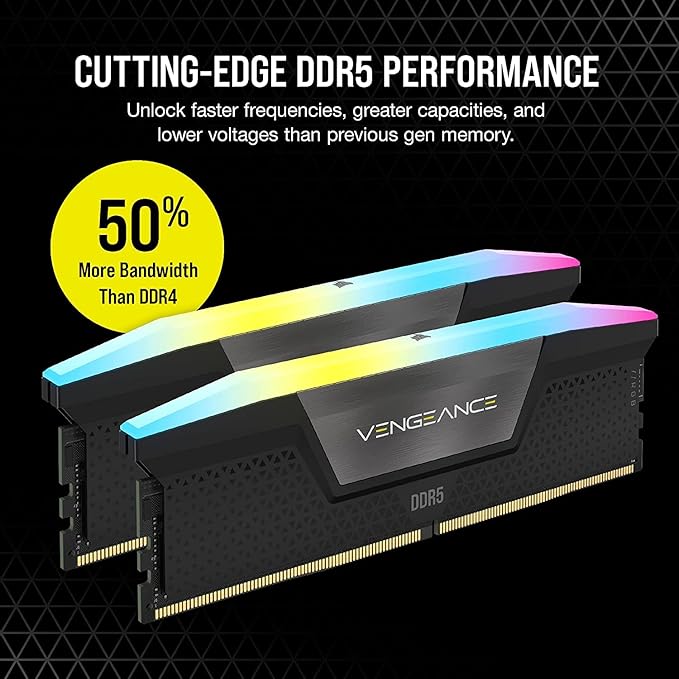 CUTTING-EDGE DDR5 PERFORMANCE
Unlock faster frequencies, greater capacities, and
lower voltages than previous gen memory.
50%
More Bandwidth
Than DDR4
VENGEANCE
DDR5
//RGB